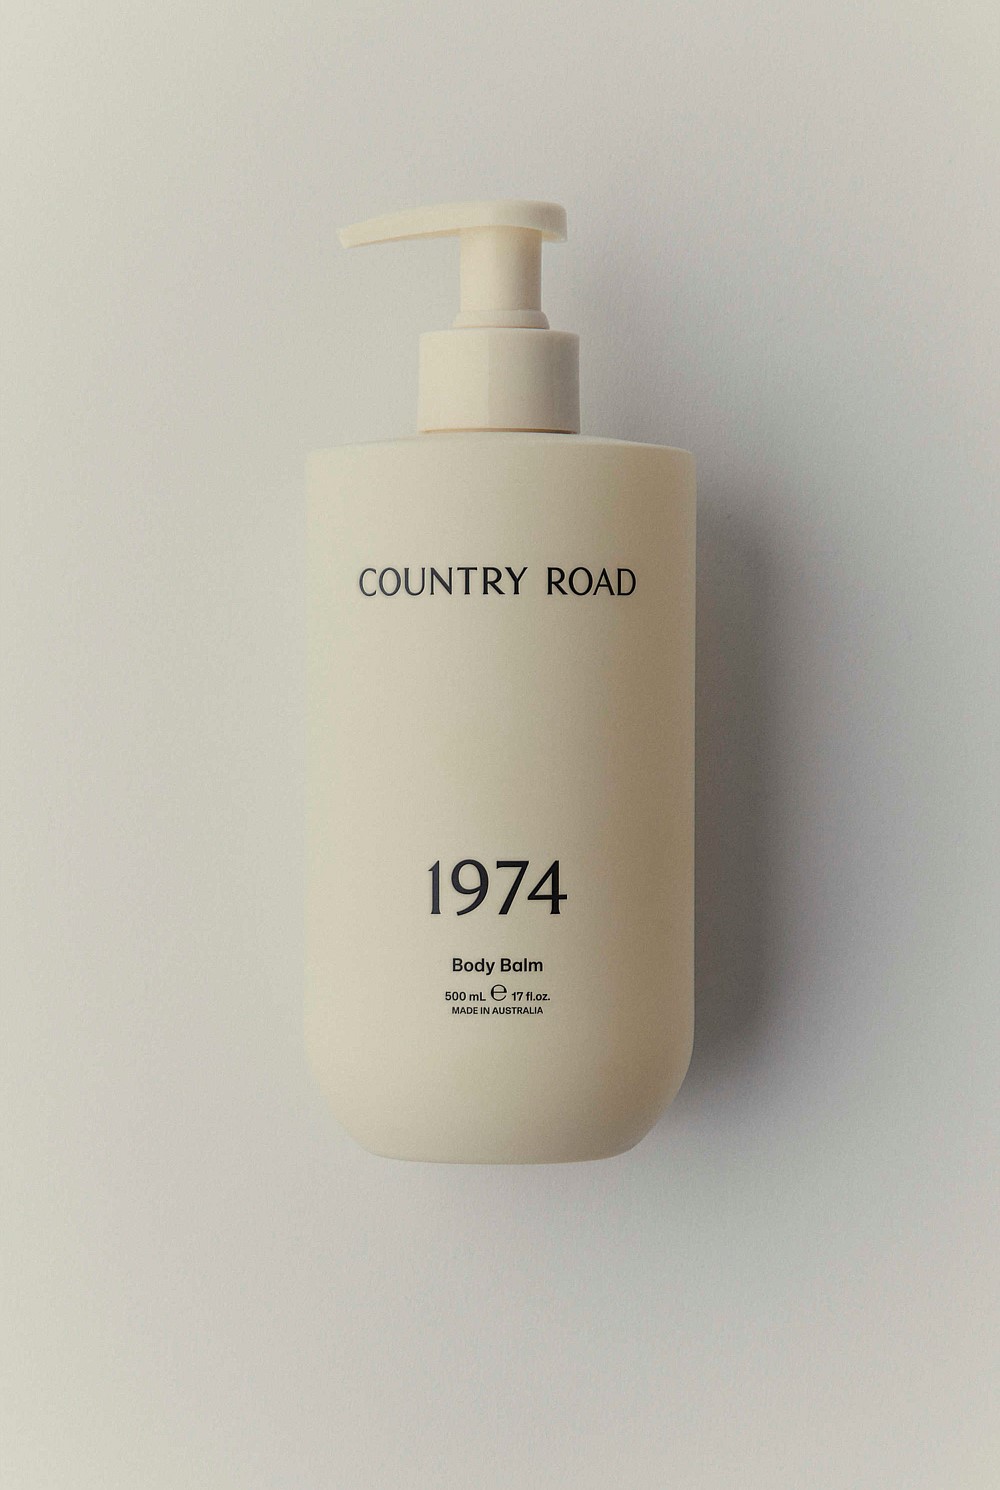 COUNTRY ROAD
1974
Body Balm
500 mL ℮ 17 fl.oz.
MADE IN AUSTRALIA